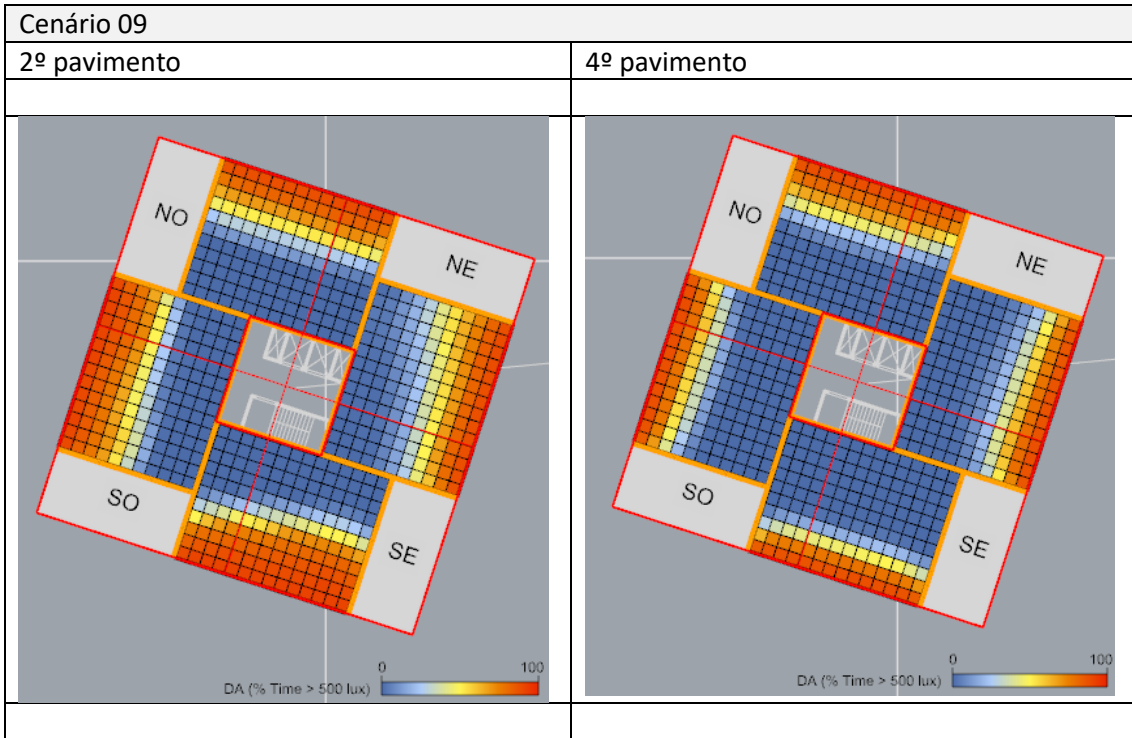 Cenário 09
2º pavimento
4º pavimento
NO
NE
SO
SE
0
100
DA (% Time > 500 lux)
NO
NE
SO
SE
0
100
DA (% Time > 500 lux)